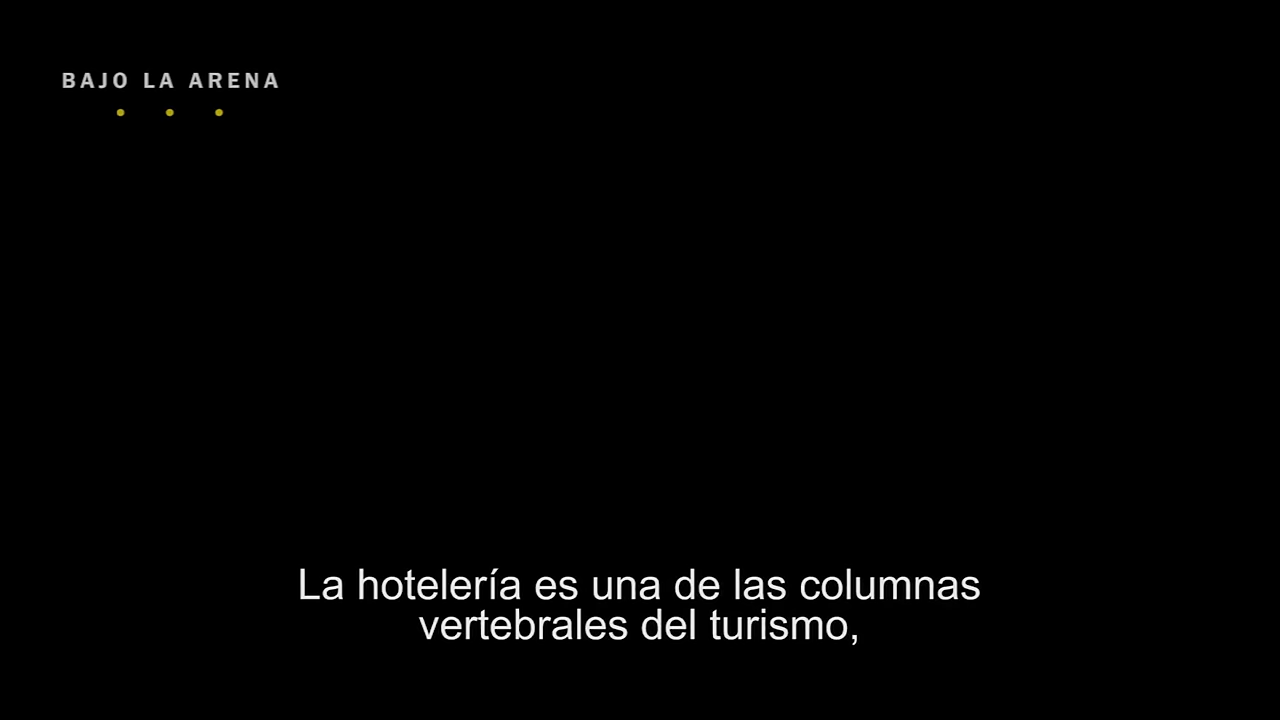 BAJO LA ARENA
La hotelería es una de las columnas
vertebrales del turismo,